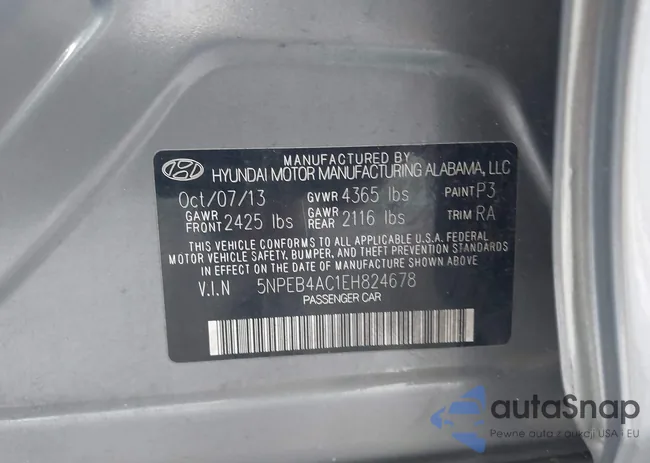 MANUFACTURED BY
HYUNDAI MOTOR MANUFACTURING ALABAMA, LLC
Oct/07/13 GVWR 4365 lbs PAINT P3
GAWR FRONT 2425 lbs GAWR REAR 2116 lbs TRIM RA
THIS VEHICLE CONFORMS TO ALL APPLICABLE U.S.A. FEDERAL
MOTOR VEHICLE SAFETY, BUMPER, AND THEFT PREVENTION STANDARDS
IN EFFECT ON THE DATE OF MANUFACTURE SHOWN ABOVE.
V.I.N 5NPEB4AC1EH824678
PASSENGER CAR
autaSnap
Pewne auta z aukcji USA - EU